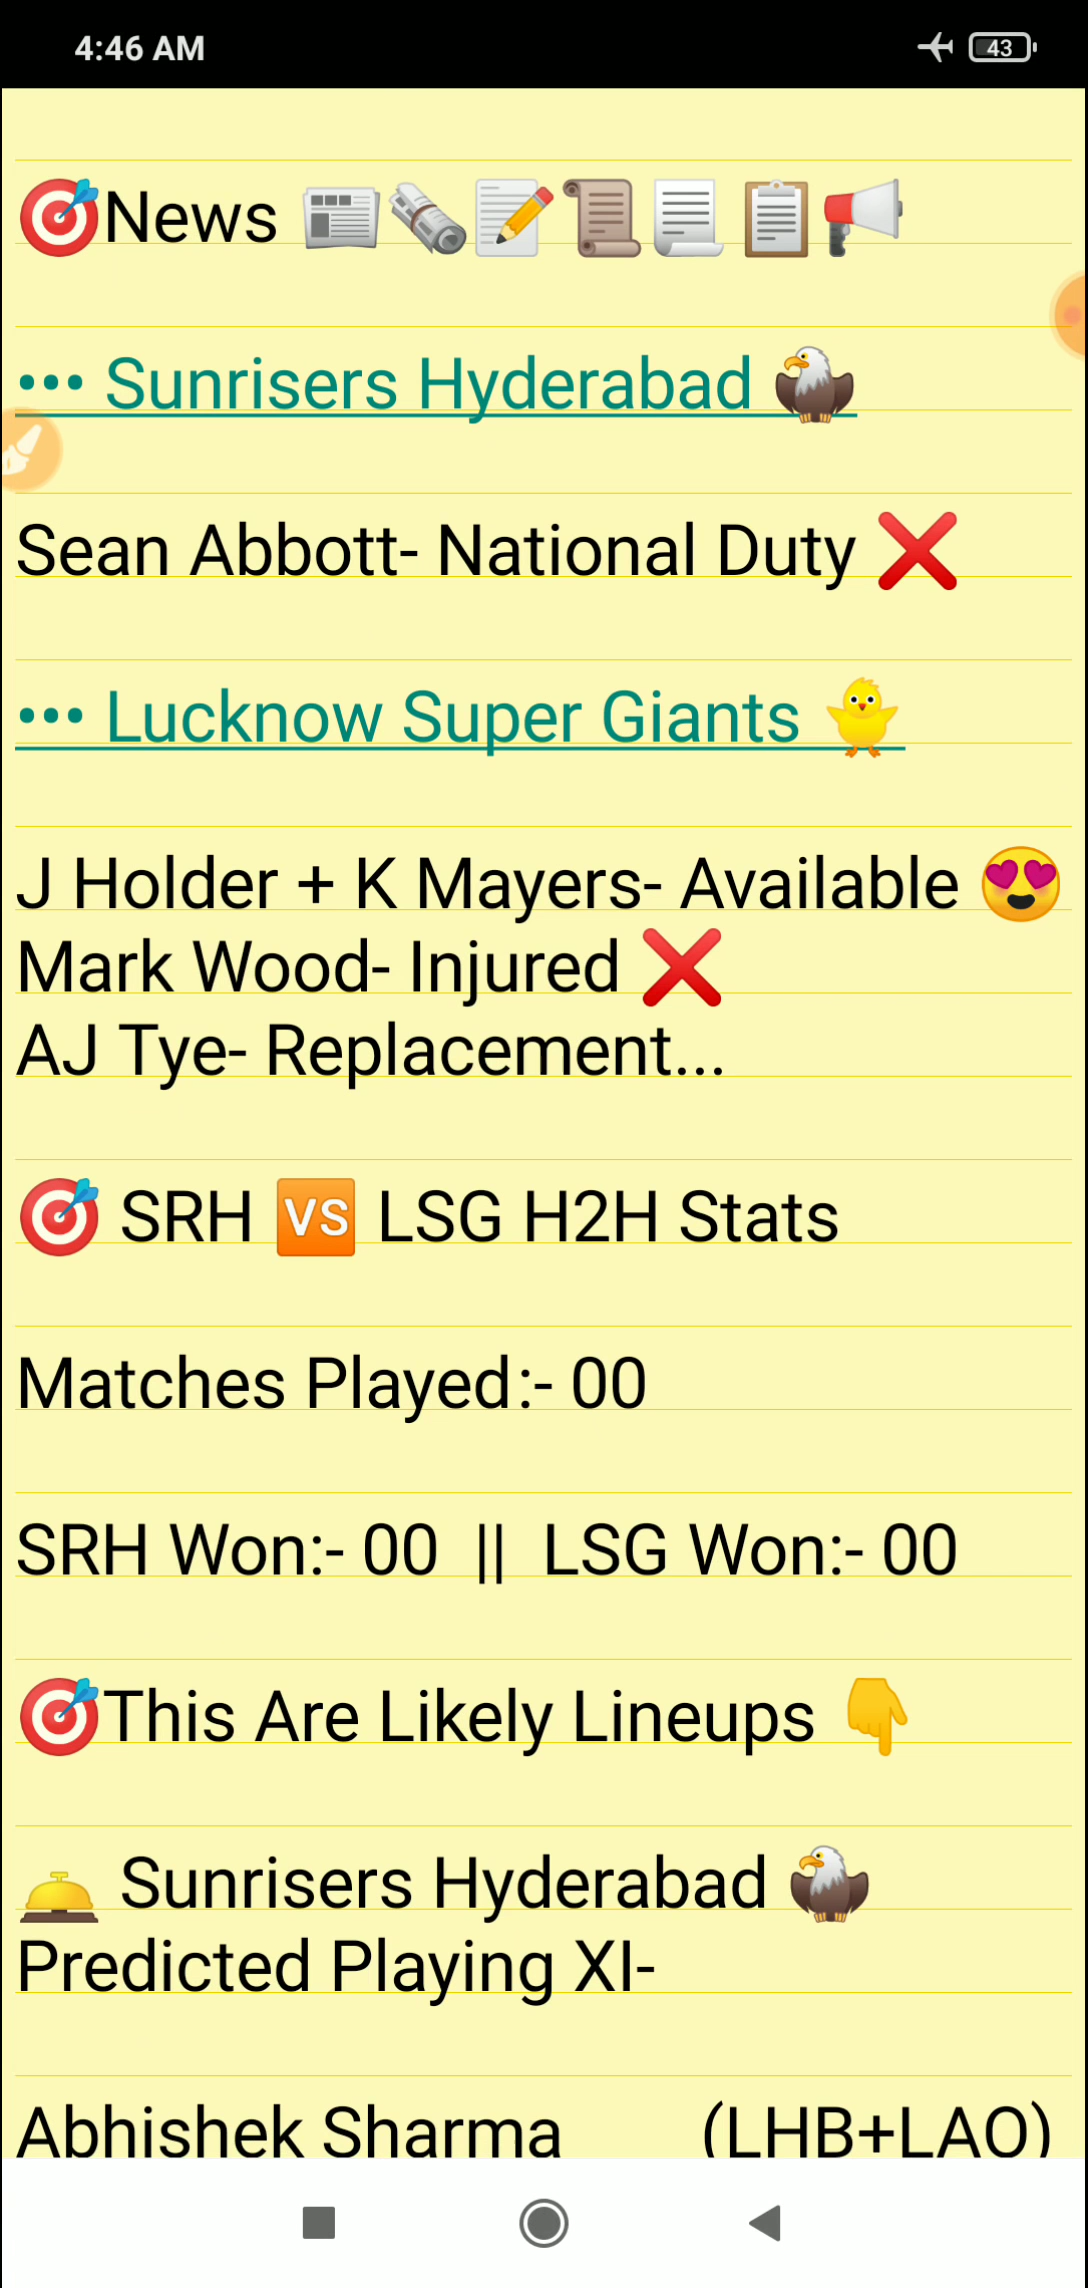 4:46 AM
43
🎯News 📰🗞📝📜📃 📋📢
••• Sunrisers Hyderabad 🦅
Sean Abbott- National Duty ❌
••• Lucknow Super Giants 🐥
J Holder + K Mayers- Available 😍
Mark Wood- Injured ❌
AJ Tye- Replacement...
🎯 SRH 🆚 LSG H2H Stats
Matches Played:- 00
SRH Won:- 00 || LSG Won:- 00
🎯This Are Likely Lineups 👇
🛎 Sunrisers Hyderabad 🦅
Predicted Playing XI-
Abhishek Sharma (LHB+LAO)